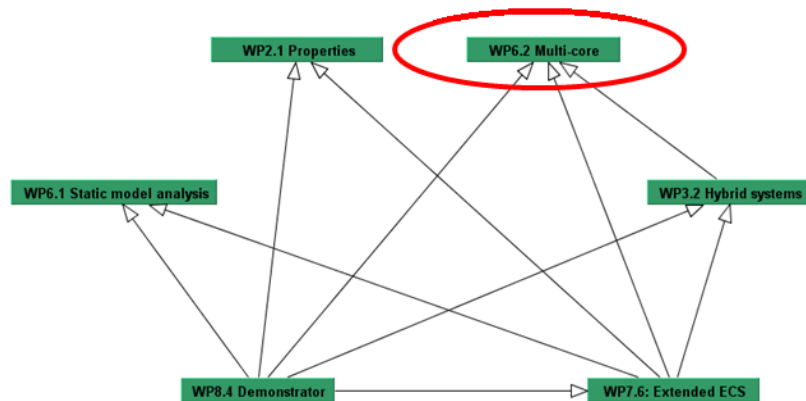 WP2.1 Properties
WP6.2 Multi-core
WP6.1 Static model analysis
WP3.2 Hybrid systems
WP8.4 Demonstrator
WP7.6: Extended ECS